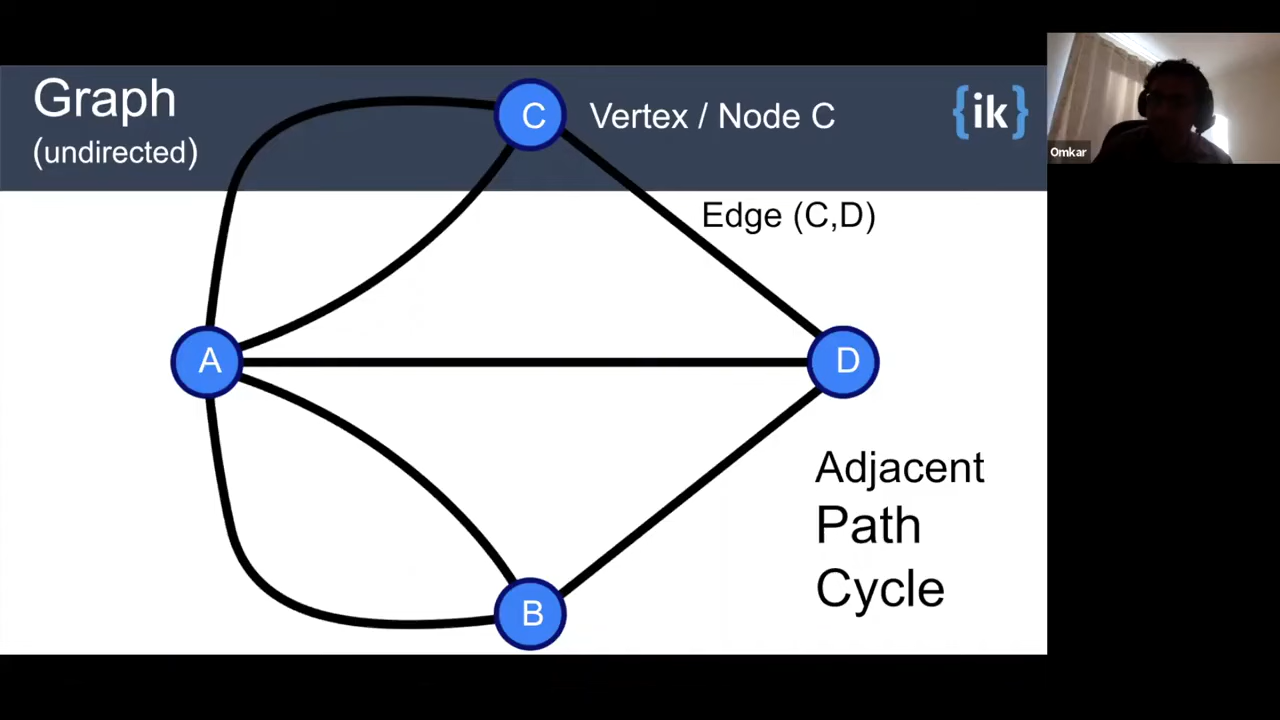 Graph
(undirected)
C
Vertex / Node C
{ik}
Omkar
Edge (C,D)
A
D
Adjacent
Path
Cycle
B